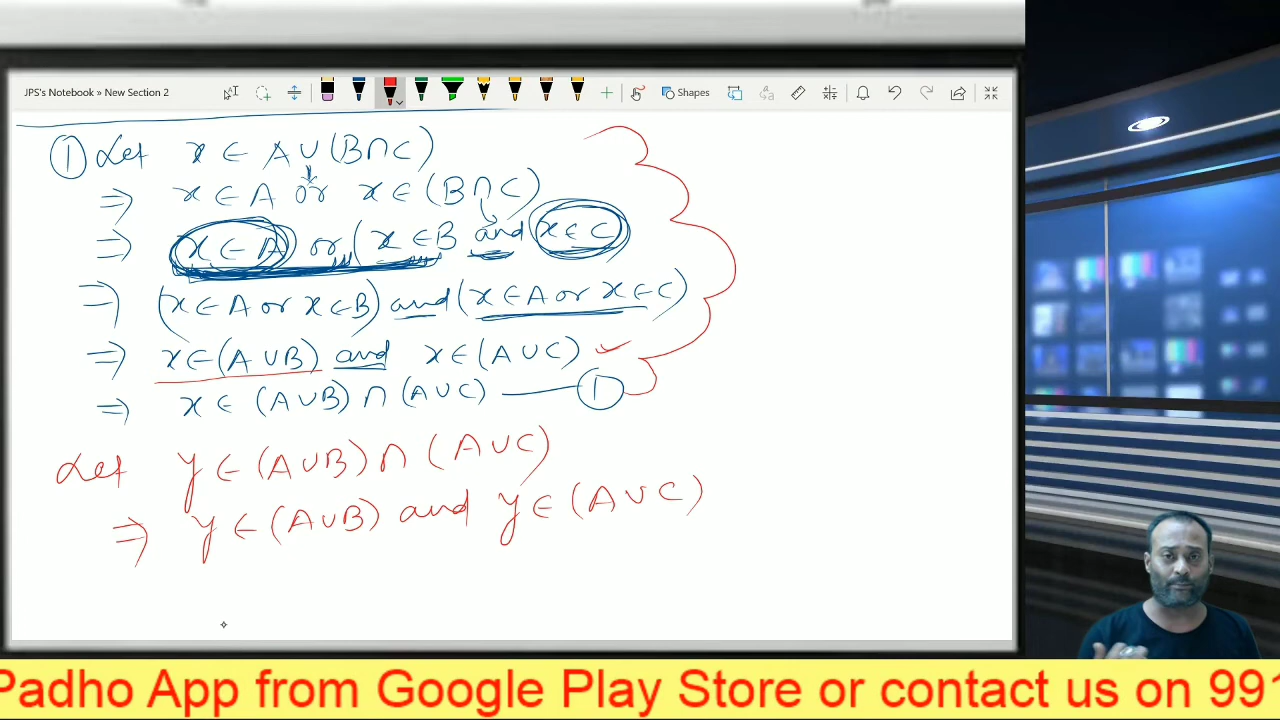 JPS's Notebook » New Section 2
Shapes
① Let x ∈ A ∪ (B ∩ C)
⇒ x ∈ A or x ∈ (B ∩ C)
⇒ x ∈ A or (x ∈ B and x ∈ C
⇒ (x ∈ A or x ∈ B) and (x ∈ A or x ∈ C)
⇒ x ∈ (A ∪ B) and x ∈ (A ∪ C) ✓
⇒ x ∈ (A ∪ B) ∩ (A ∪ C) — ①
Let y ∈ (A ∪ B) ∩ (A ∪ C)
⇒ y ∈ (A ∪ B) and y ∈ (A ∪ C)
Padho App from Google Play Store or contact us on 991